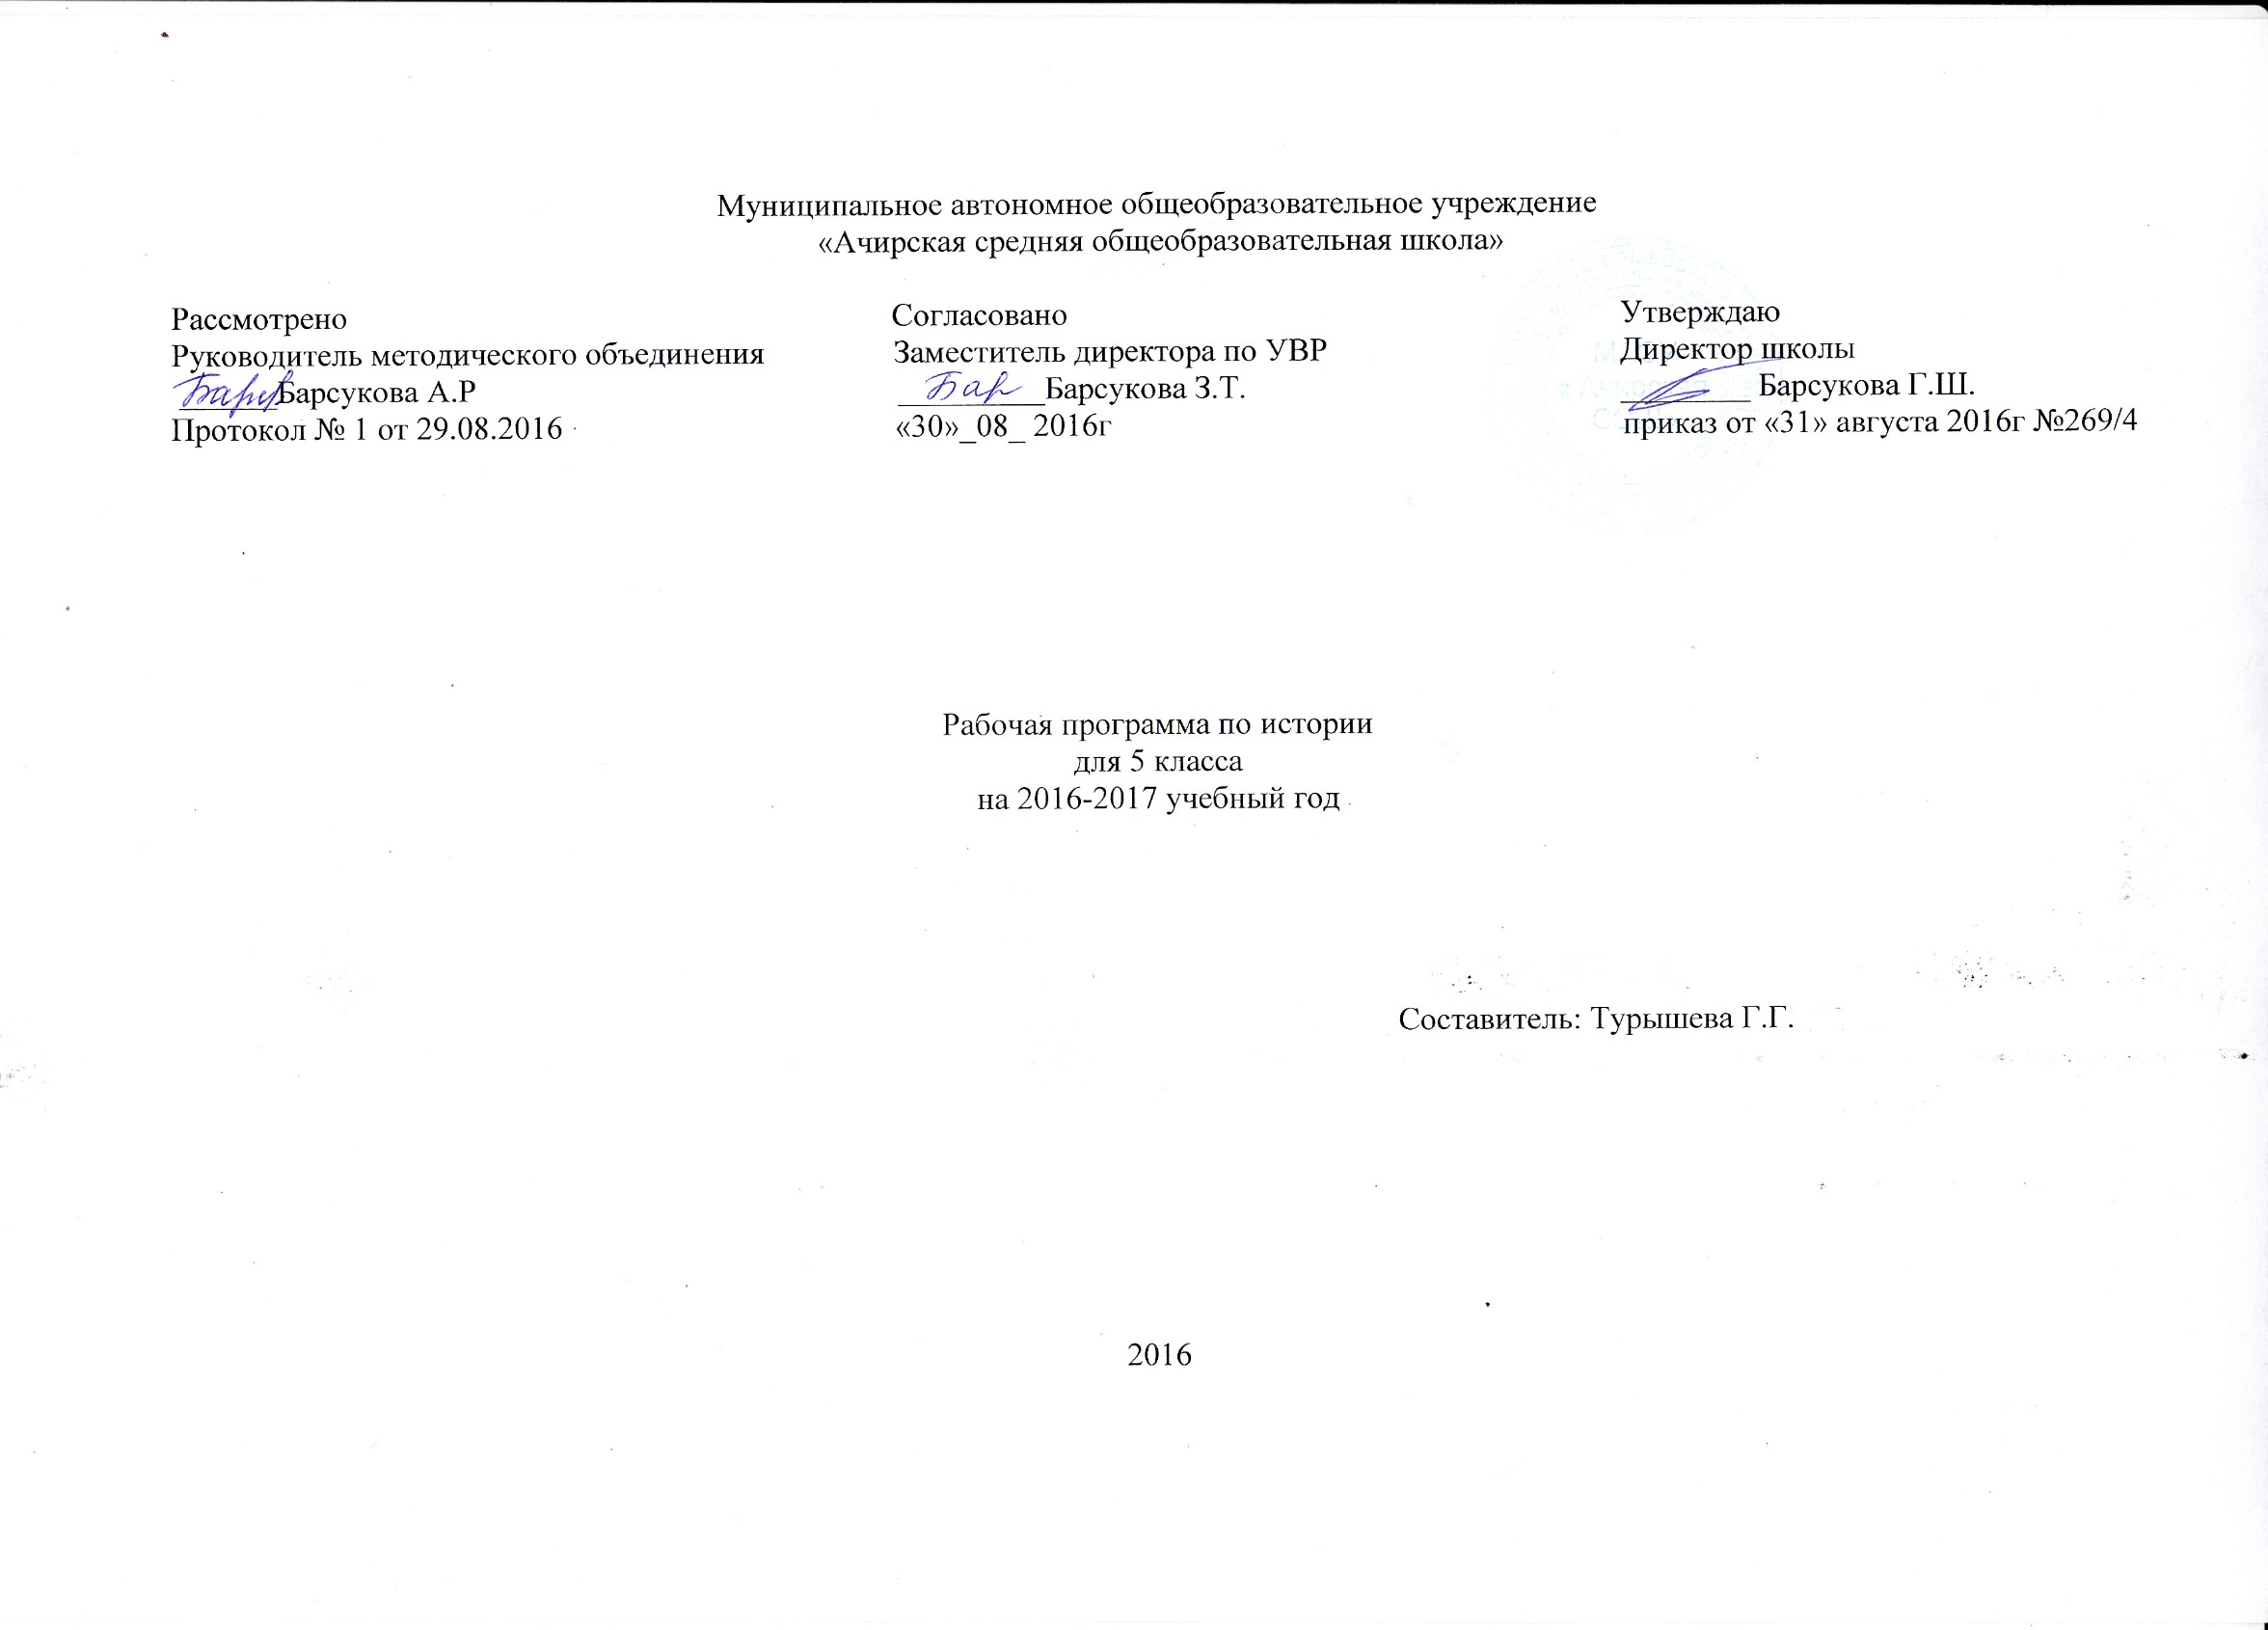 Муниципальное автономное общеобразовательное учреждение
«Ачирская средняя общеобразовательная школа»
Рассмотрено
Руководитель методического объединения
Барсукова А.Р
Протокол № 1 от 29.08.2016
Согласовано
Заместитель директора по УВР
Бар Барсукова З.Т.
«30»_08_ 2016г
Утверждаю
Директор школы
Барсукова Г.Ш.
приказ от «31» августа 2016г №269/4
Рабочая программа по истории
для 5 класса
на 2016-2017 учебный год
Составитель: Турышева Г.Г.
2016